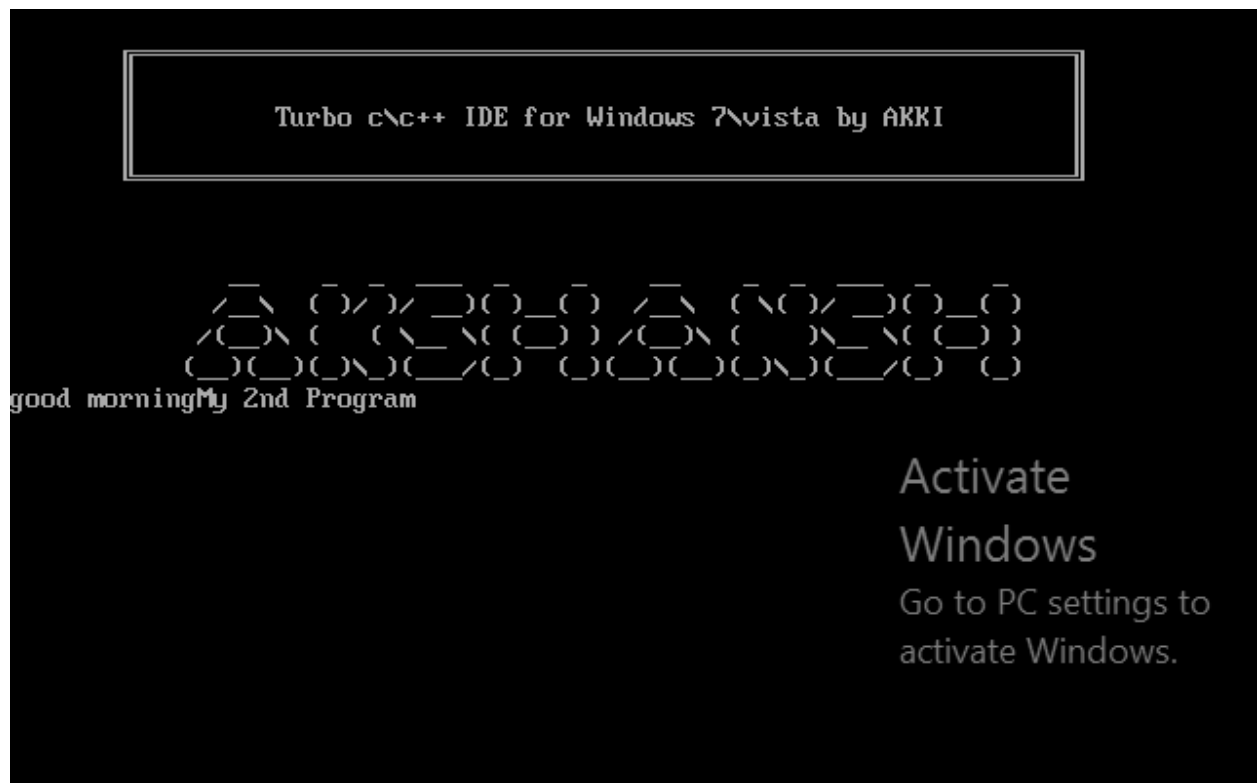 Turbo c\c++ IDE for Windows 7\vista by AKKI
AKSHANSH
good morningMy 2nd Program
Activate
Windows
Go to PC settings to
activate Windows.